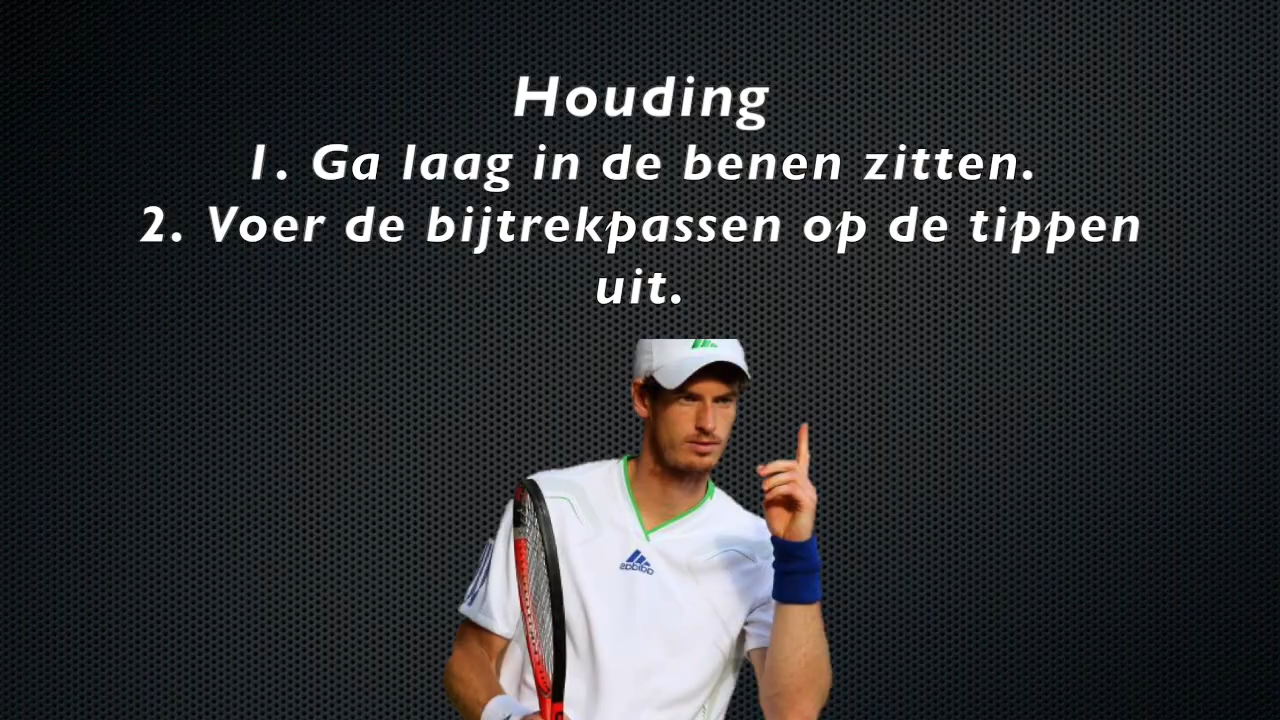 Houding
1. Ga laag in de benen zitten.
2. Voer de bijtrekpassen op de tippen
uit.
adidas